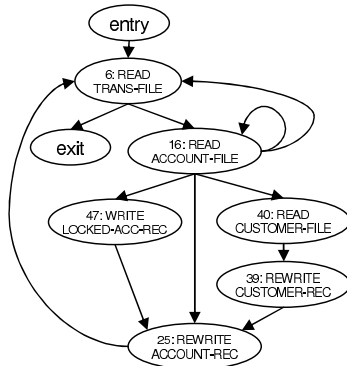 entry
6: READ
TRANS-FILE
exit
16: READ
ACCOUNT-FILE
47: WRITE
LOCKED-ACC-REC
40: READ
CUSTOMER-FILE
39: REWRITE
CUSTOMER-REC
25: REWRITE
ACCOUNT-REC